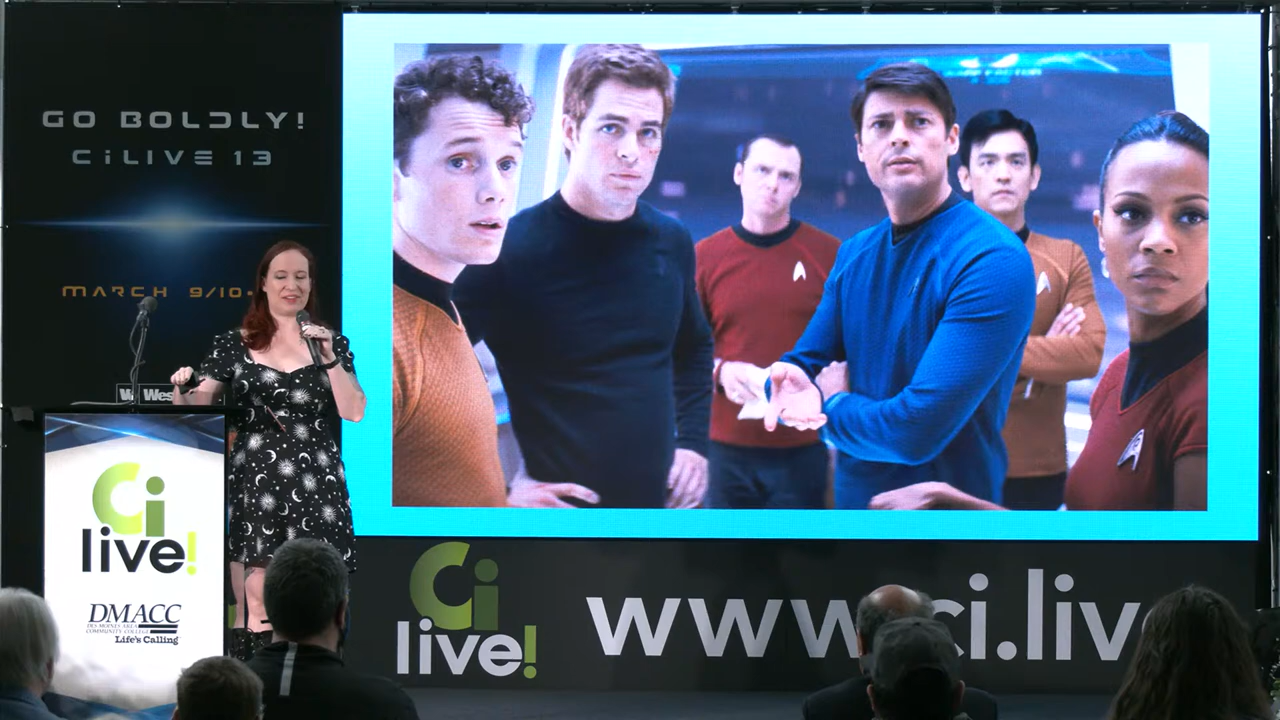 GO BOLDLY!
CiLIVE 13
MARCH 9/10
Ci
live!
DMACC
DES MOINES AREA
COMMUNITY COLLEGE
Life's Calling
Ci
live!
www.ci.liv